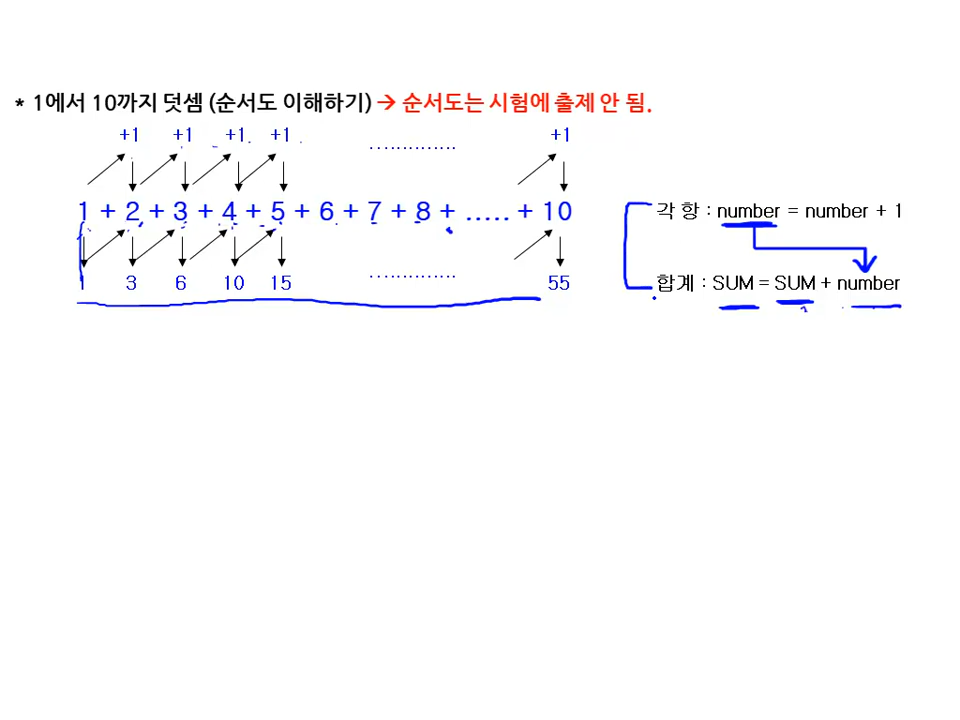 * 1에서 10까지 덧셈 (순서도 이해하기) → 순서도는 시험에 출제 안 됨.
+1 +1 +1 +1 .............. +1
1 + 2 + 3 + 4 + 5 + 6 + 7 + 8 + ..... + 10
각 항 : number = number + 1
1 3 6 10 15 .............. 55
합계 : SUM = SUM + number